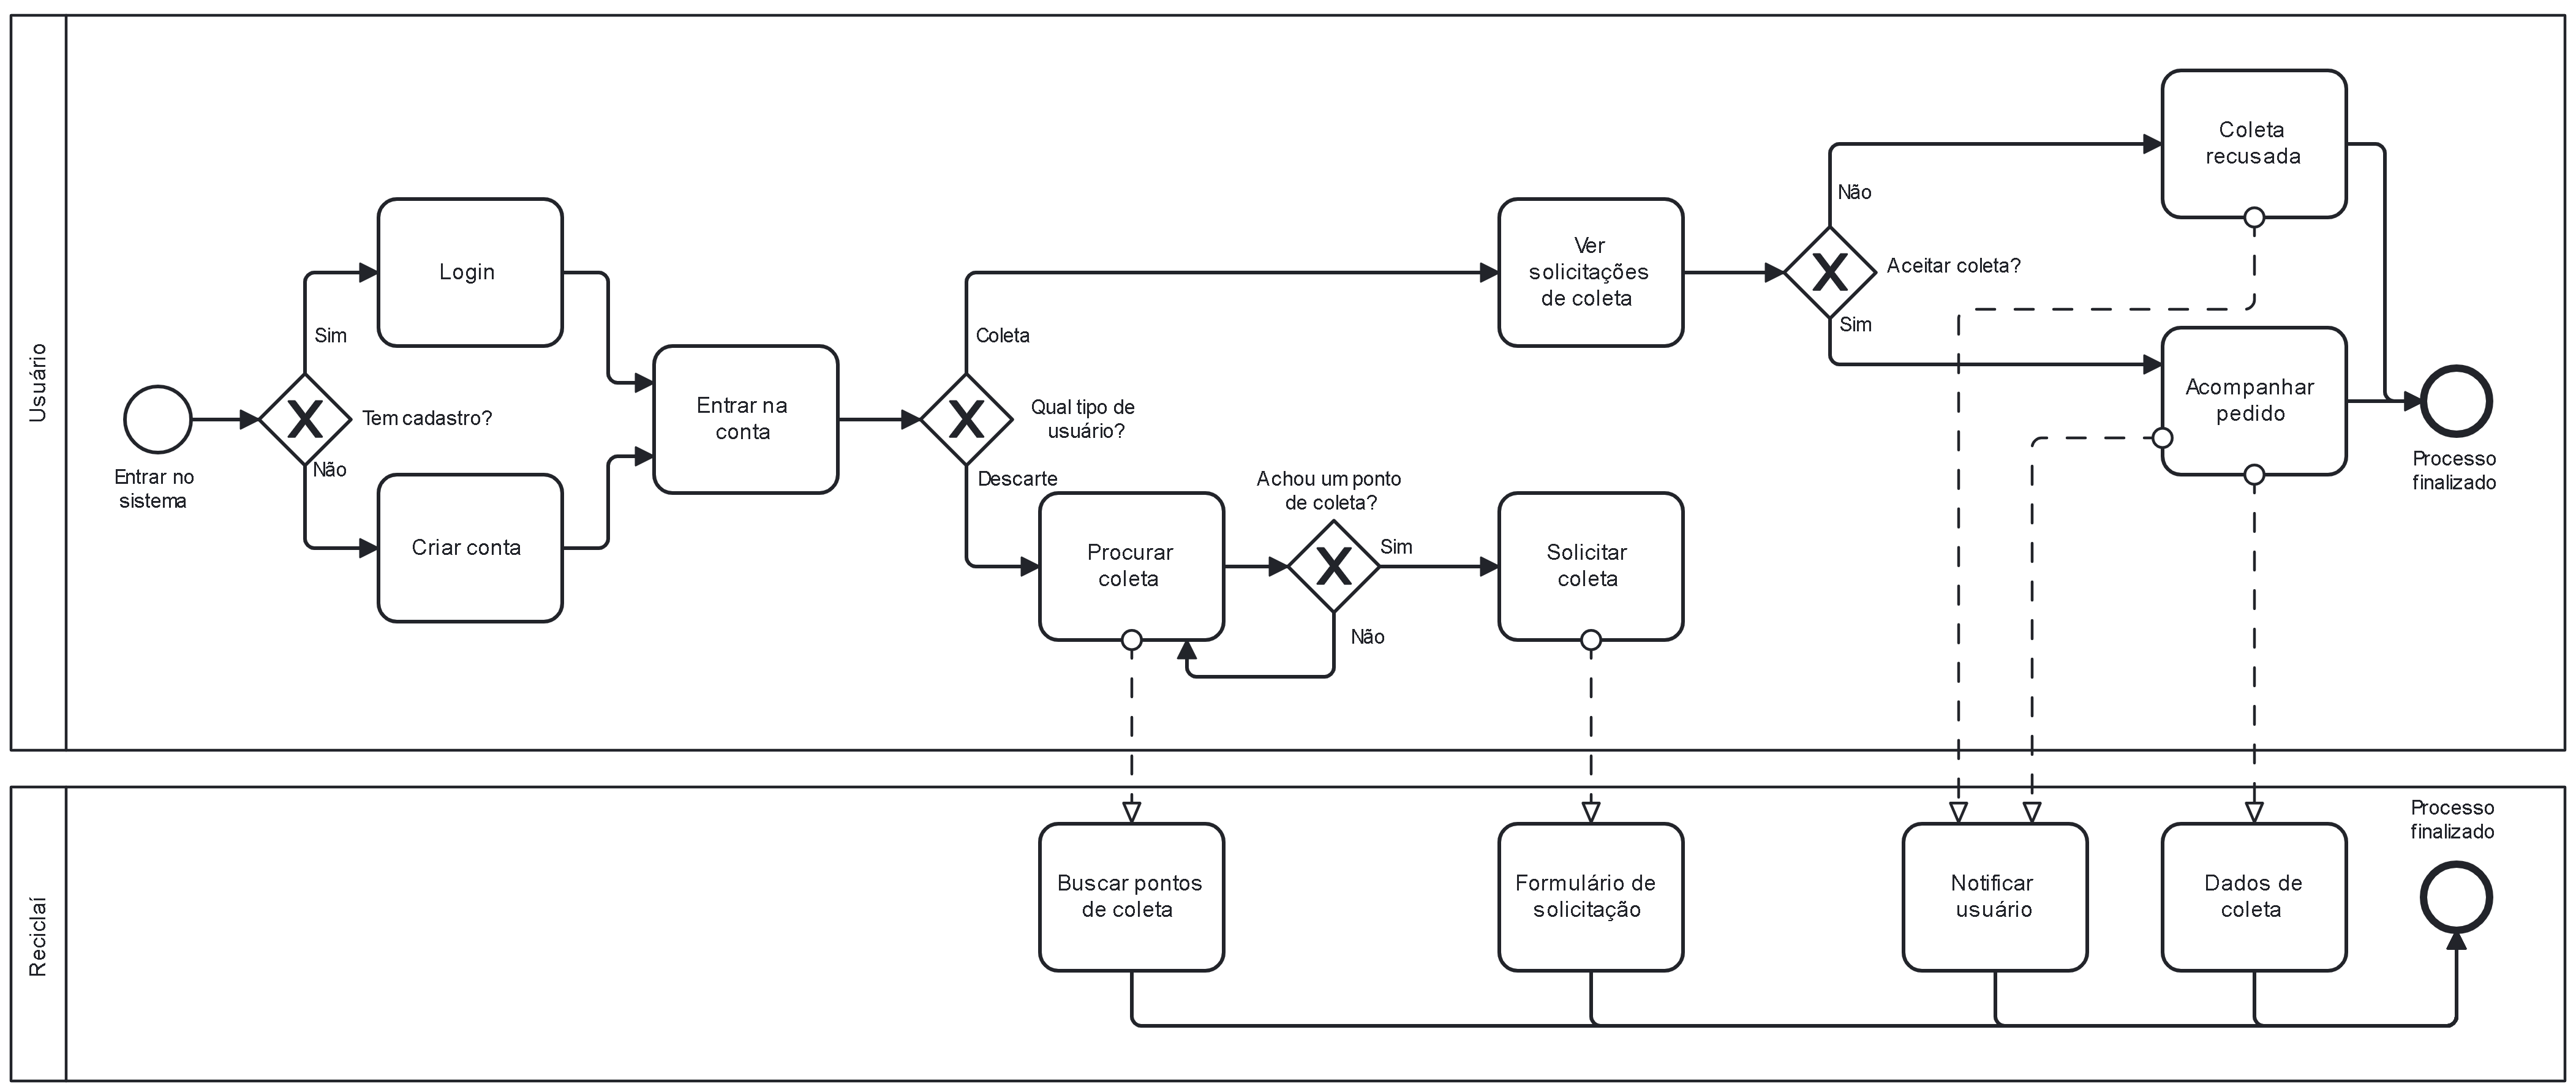 Usuário
Entrar no
sistema
Tem cadastro?
Sim
Não
Login
Criar conta
Entrar na
conta
Qual tipo de
usuário?
Coleta
Descarte
Procurar
coleta
Achou um ponto
de coleta?
Sim
Não
Solicitar
coleta
Ver
solicitações
de coleta
Aceitar coleta?
Não
Sim
Coleta
recusada
Acompanhar
pedido
Processo
finalizado
Reciclaí
Buscar pontos
de coleta
Formulário de
solicitação
Notificar
usuário
Dados de
coleta
Processo
finalizado